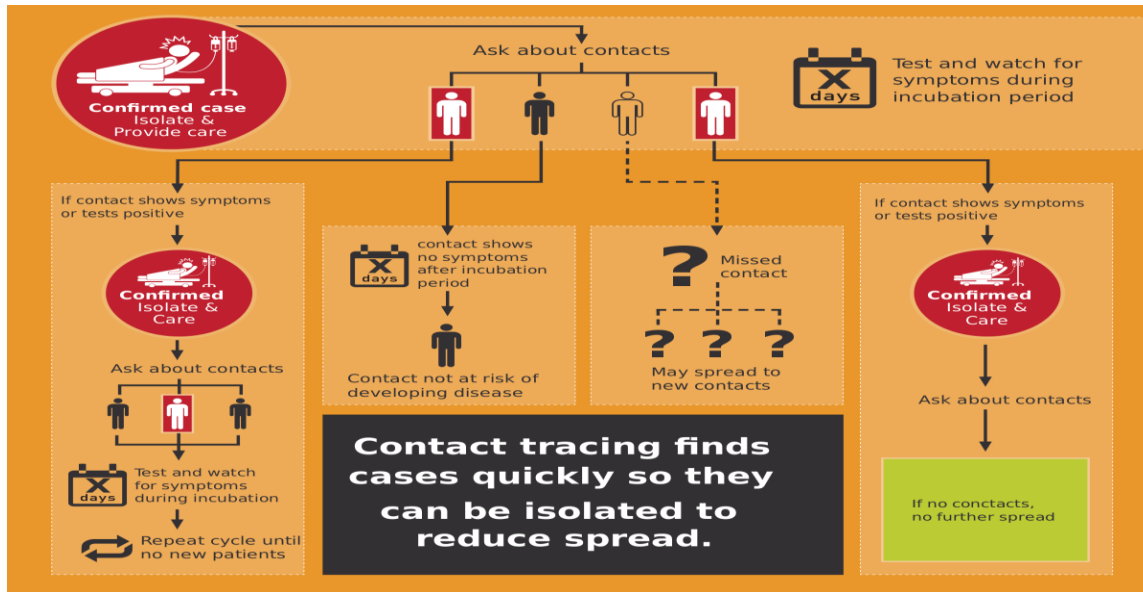 Confirmed case
Isolate &
Provide care
Ask about contacts
X
days
Test and watch for
symptoms during
incubation period
If contact shows symptoms
or tests positive
Confirmed
Isolate &
Care
Ask about contacts
X
days
Test and watch
for symptoms
during incubation
Repeat cycle until
no new patients
X
days
contact shows
no symptoms
after incubation
period
Contact not at risk of
developing disease
?
Missed
contact
? ? ?
May spread to
new contacts
Contact tracing finds
cases quickly so they
can be isolated to
reduce spread.
If contact shows symptoms
or tests positive
Confirmed
Isolate &
Care
Ask about contacts
If no conctacts,
no further spread